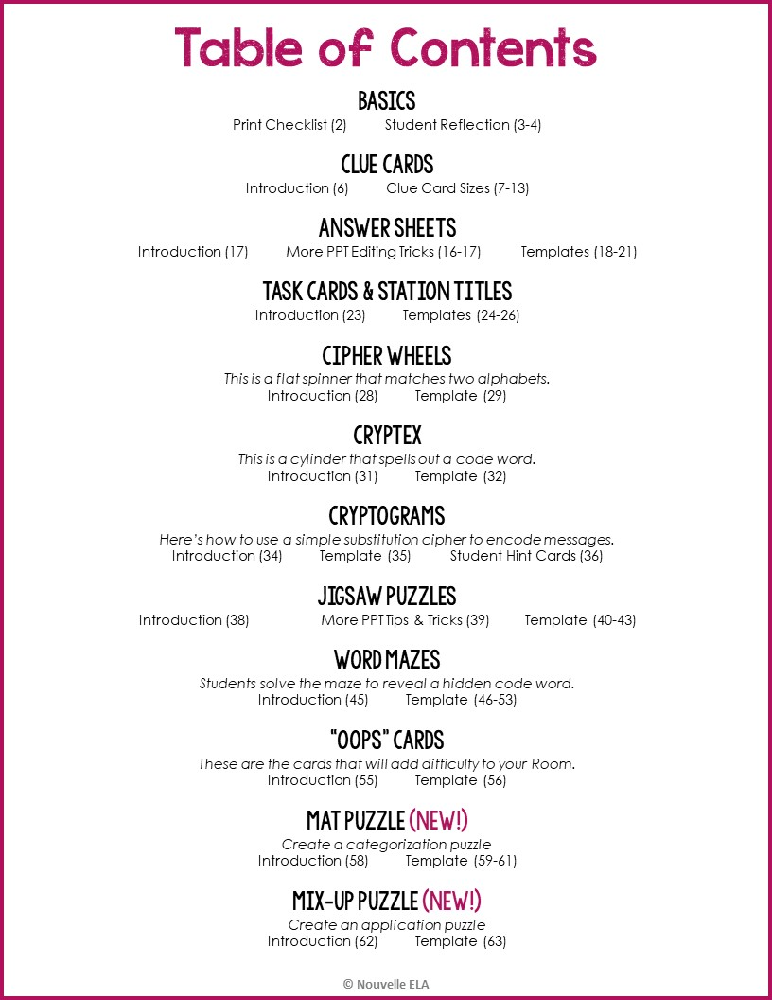 Table of Contents
BASICS
Print Checklist (2) Student Reflection (3-4)
CLUE CARDS
Introduction (6) Clue Card Sizes (7-13)
ANSWER SHEETS
Introduction (17) More PPT Editing Tricks (16-17) Templates (18-21)
TASK CARDS & STATION TITLES
Introduction (23) Templates (24-26)
CIPHER WHEELS
This is a flat spinner that matches two alphabets.
Introduction (28) Template (29)
CRYPTEX
This is a cylinder that spells out a code word.
Introduction (31) Template (32)
CRYPTOGRAMS
Here's how to use a simple substitution cipher to encode messages.
Introduction (34) Template (35) Student Hint Cards (36)
JIGSAW PUZZLES
Introduction (38) More PPT Tips & Tricks (39) Template (40-43)
WORD MAZES
Students solve the maze to reveal a hidden code word.
Introduction (45) Template (46-53)
"OOPS" CARDS
These are the cards that will add difficulty to your Room.
Introduction (55) Template (56)
MAT PUZZLE (NEW!)
Create a categorization puzzle
Introduction (58) Template (59-61)
MIX-UP PUZZLE (NEW!)
Create an application puzzle
Introduction (62) Template (63)
© Nouvelle ELA